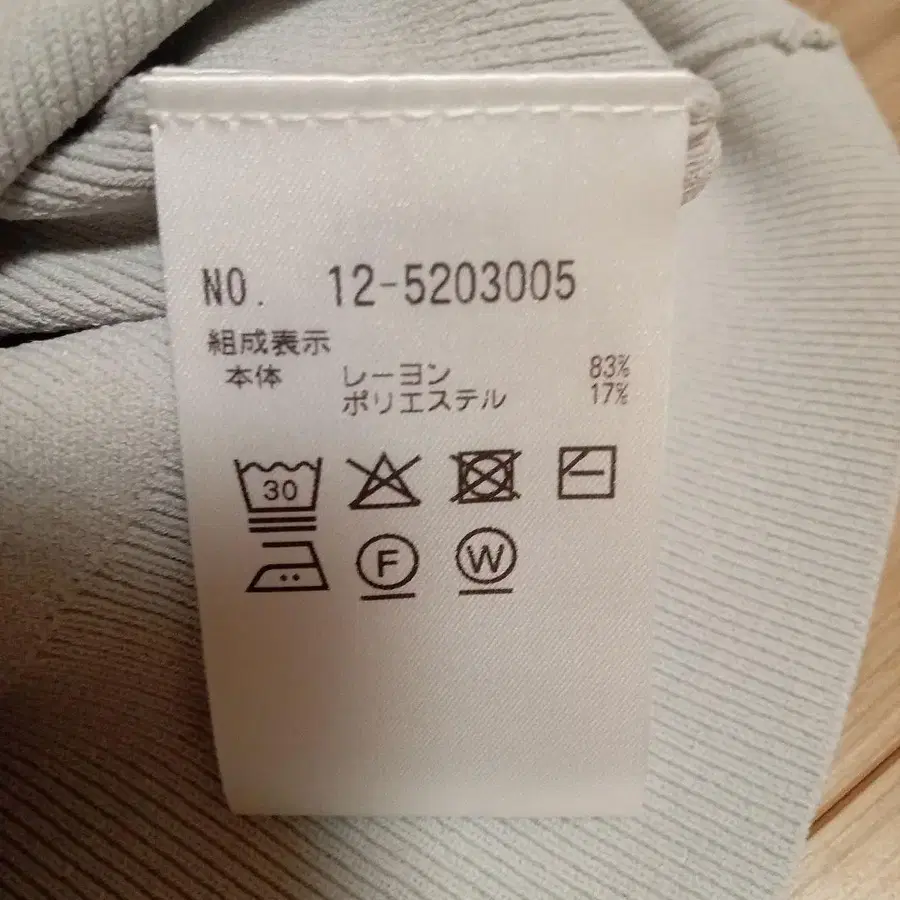 NO. 12-5203005
組成表示
本体 レーヨン 83%
ポリエステル 17%
30
F W